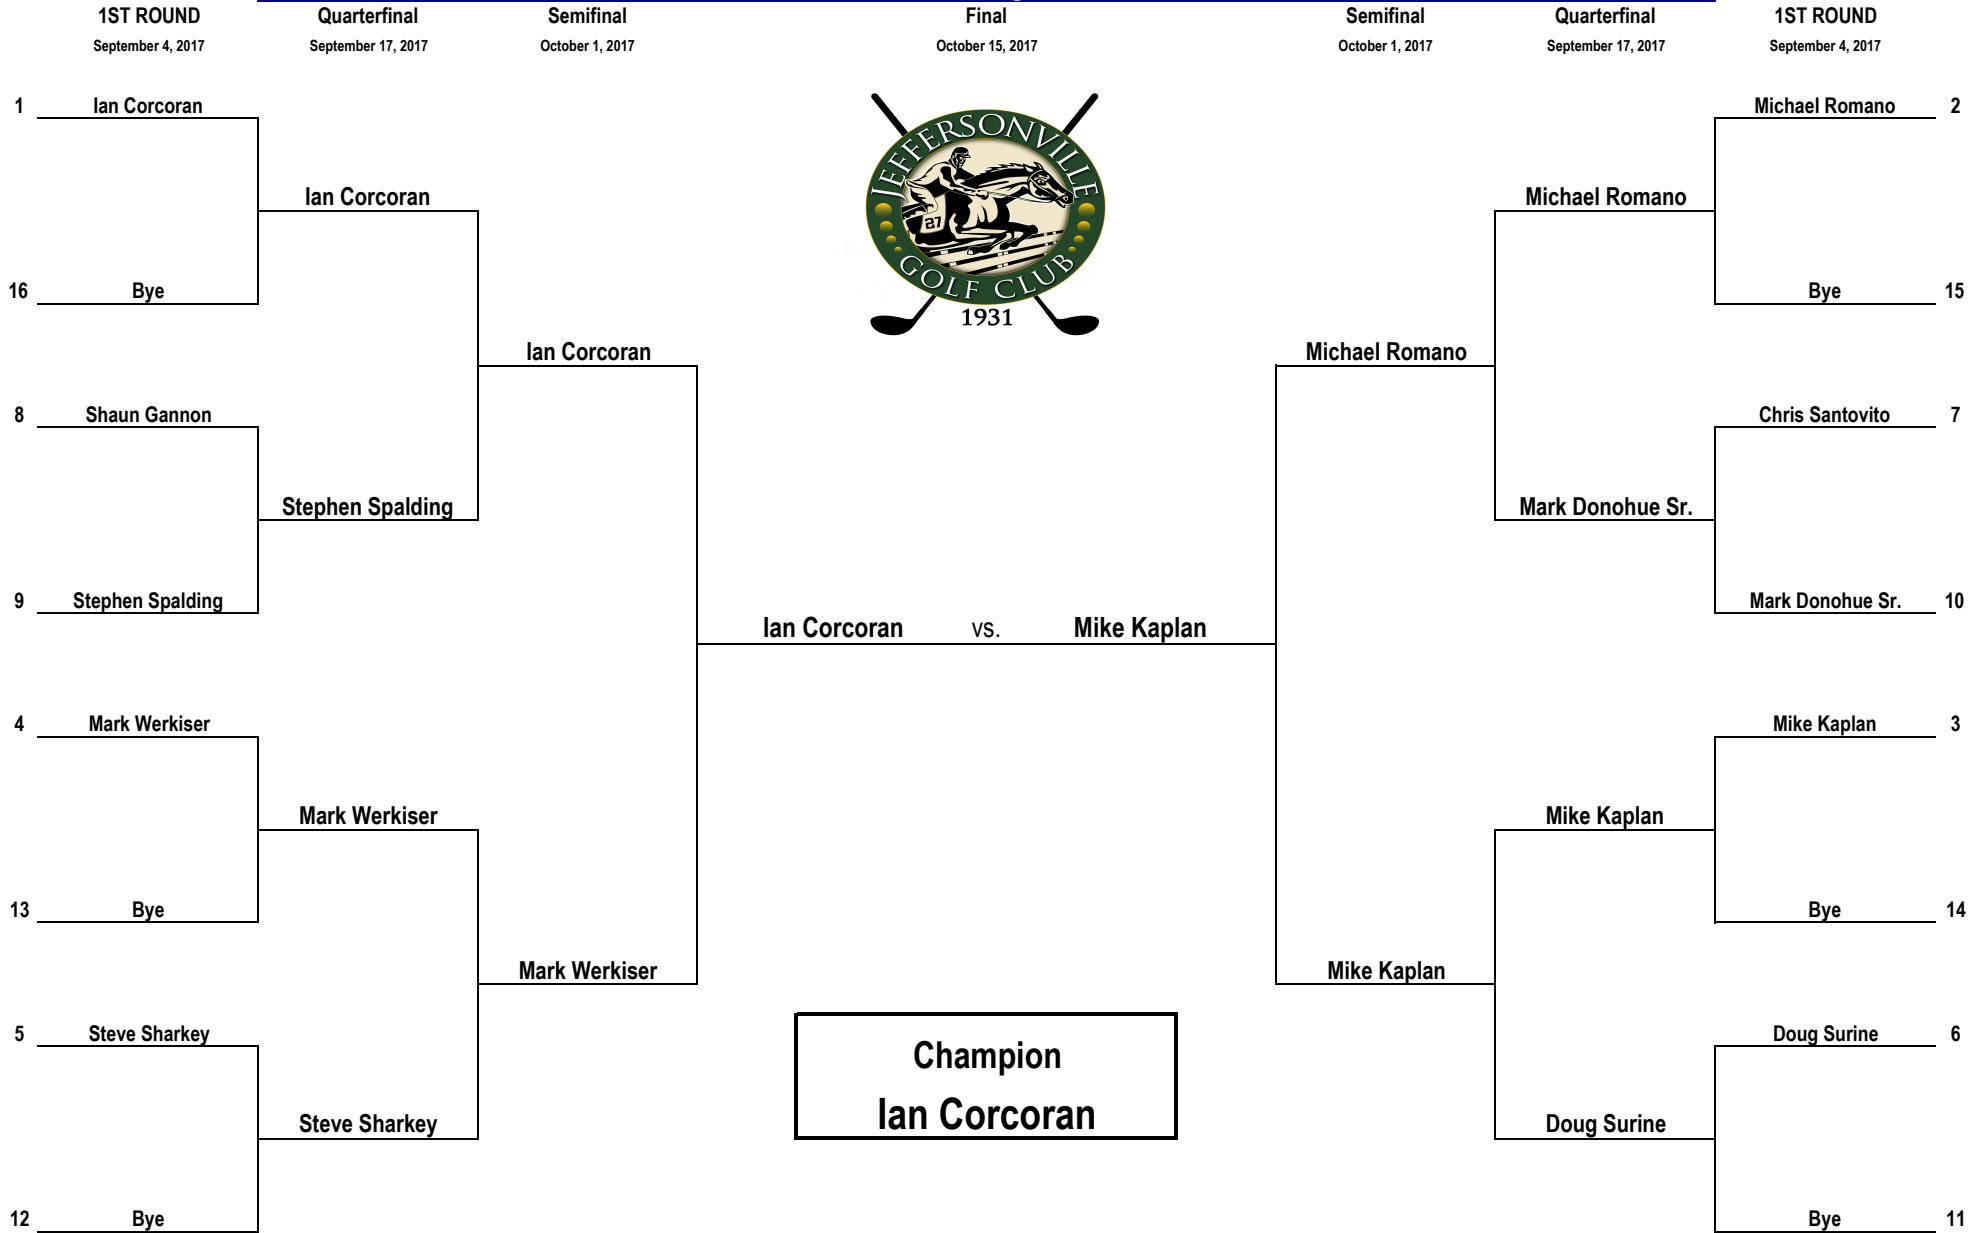 1ST ROUND Quarterfinal Semifinal Final Semifinal Quarterfinal 1ST ROUND
September 4, 2017 September 17, 2017 October 1, 2017 October 15, 2017 October 1, 2017 September 17, 2017 September 4, 2017
1 Ian Corcoran Michael Romano 2
JEFFERSONVILLE
27
GOLF CLUB
1931
Ian Corcoran Michael Romano
16 Bye Bye 15
Ian Corcoran Michael Romano
8 Shaun Gannon Chris Santovito 7
Stephen Spalding Mark Donohue Sr.
9 Stephen Spalding Mark Donohue Sr. 10
Ian Corcoran vs. Mike Kaplan
4 Mark Werkiser Mike Kaplan 3
Mark Werkiser Mike Kaplan
13 Bye Bye 14
Mark Werkiser Mike Kaplan
5 Steve Sharkey Doug Surine 6
Champion
Ian Corcoran
Steve Sharkey Doug Surine
12 Bye Bye 11